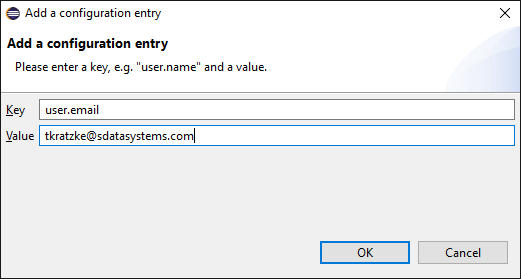 Add a configuration entry
Add a configuration entry
Please enter a key, e.g. "user.name" and a value.
Key user.email
Value tkratzke@sdatasystems.com
OK Cancel